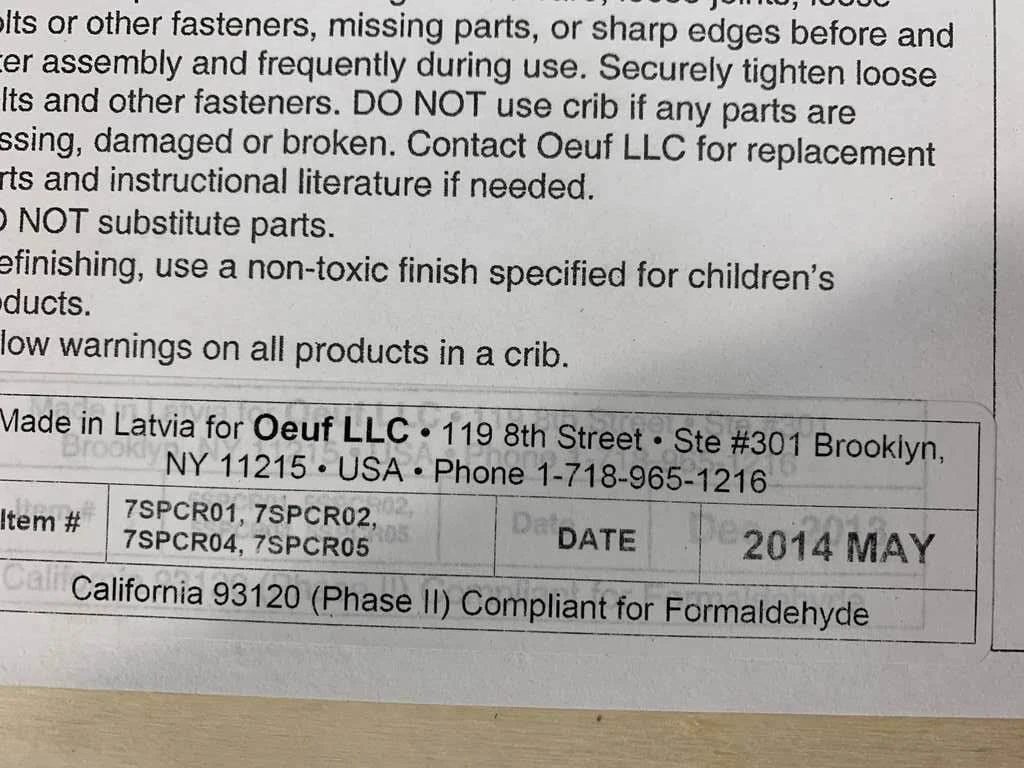 olts or other fasteners, missing parts, or sharp edges before and
er assembly and frequently during use. Securely tighten loose
lts and other fasteners. DO NOT use crib if any parts are
ssing, damaged or broken. Contact Oeuf LLC for replacement
rts and instructional literature if needed.
O NOT substitute parts.
efinishing, use a non-toxic finish specified for children's
oducts.
low warnings on all products in a crib.
Made in Latvia for Oeuf LLC • 119 8th Street • Ste #301 Brooklyn,
NY 11215 • USA • Phone 1-718-965-1216
Item # 7SPCR01, 7SPCR02, DATE 2014 MAY
7SPCR04, 7SPCR05
California 93120 (Phase II) Compliant for Formaldehyde